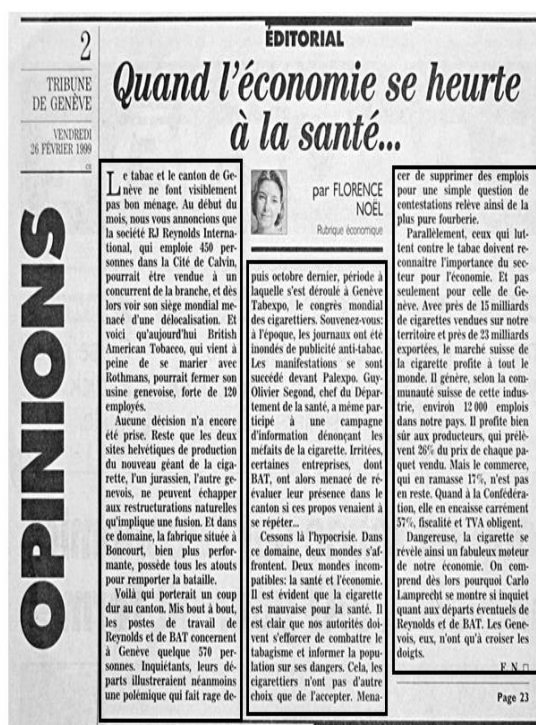 ÉDITORIAL
2
TRIBUNE
DE GENÈVE
VENDREDI
26 FÉVRIER 1999
OPINIONS
Quand l'économie se heurte
à la santé...
Le tabac et le canton de Ge-
nève ne font visiblement
pas bon ménage. Au début du
mois, nous vous annoncions que
la société RJ Reynolds Interna-
tional, qui emploie 450 per-
sonnes dans la Cité de Calvin,
pourrait être vendue à un
concurrent de la branche, et dès
lors voir son siège mondial me-
nacé d'une délocalisation. Et
voici qu'aujourd'hui British
American Tobacco, qui vient à
peine de se marier avec
Rothmans, pourrait fermer son
usine genevoise, forte de 120
employés.
Aucune décision n'a encore
été prise. Reste que les deux
sites helvétiques de production
du nouveau géant de la ciga-
rette, l'un jurassien, l'autre ge-
nevois, ne peuvent échapper
aux restructurations naturelles
qu'implique une fusion. Et dans
ce domaine, la fabrique située à
Boncourt, bien plus perfor-
mante, possède tous les atouts
pour remporter la bataille.
Voilà qui porterait un coup
dur au canton. Mis bout à bout,
les postes de travail de
Reynolds et de BAT concernent
à Genève quelque 570 per-
sonnes. Inquiétants, leurs dé-
parts illustreraient néanmoins
une polémique qui fait rage de-
par FLORENCE
NOËL
Rubrique économique
puis octobre dernier, période à
laquelle s'est déroulé à Genève
Tabexpo, le congrès mondial
des cigarettiers. Souvenez-vous:
à l'époque, les journaux ont été
inondés de publicité anti-tabac.
Les manifestations se sont
succédé devant Palexpo. Guy-
Olivier Segond, chef du Dépar-
tement de la santé, a même par-
ticipé à une campagne
d'information dénonçant les
méfaits de la cigarette. Irritées,
certaines entreprises, dont
BAT, ont alors menacé de ré-
évaluer leur présence dans le
canton si ces propos venaient à
se répéter...
Cessons là l'hypocrisie. Dans
ce domaine, deux mondes s'af-
frontent. Deux mondes incom-
patibles: la santé et l'économie.
Il est évident que la cigarette
est mauvaise pour la santé. Il
est clair que nos autorités doi-
vent s'efforcer de combattre le
tabagisme et informer la popu-
lation sur ses dangers. Cela, les
cigarettiers n'ont pas d'autre
choix que de l'accepter. Mena-
cer de supprimer des emplois
pour une simple question de
contestations relève ainsi de la
plus pure fourberie.
Parallèlement, ceux qui lut-
tent contre le tabac doivent re-
connaitre l'importance du sec-
teur pour l'économie. Et pas
seulement pour celle de Ge-
nève. Avec près de 15 milliards
de cigarettes vendues sur notre
territoire et près de 23 milliards
exportées, le marché suisse de
la cigarette profite à tout le
monde. Il génère, selon la com-
munauté suisse de cette indus-
trie, environ 12 000 emplois
dans notre pays. Il profite bien
sûr aux producteurs, qui prélè-
vent 26% du prix de chaque pa-
quet vendu. Mais le commerce,
qui en ramasse 17%, n'est pas
en reste. Quand à la Confédéra-
tion, elle en encaisse carrément
57%, fiscalité et TVA obligent.
Dangereuse, la cigarette se
révèle ainsi un fabuleux moteur
de notre économie. On com-
prend dès lors pourquoi Carlo
Lamprecht se montre si inquiet
quant aux départs éventuels de
Reynolds et de BAT. Les Gene-
vois, eux, n'ont qu'à croiser les
doigts.
F. N. □
Page 23